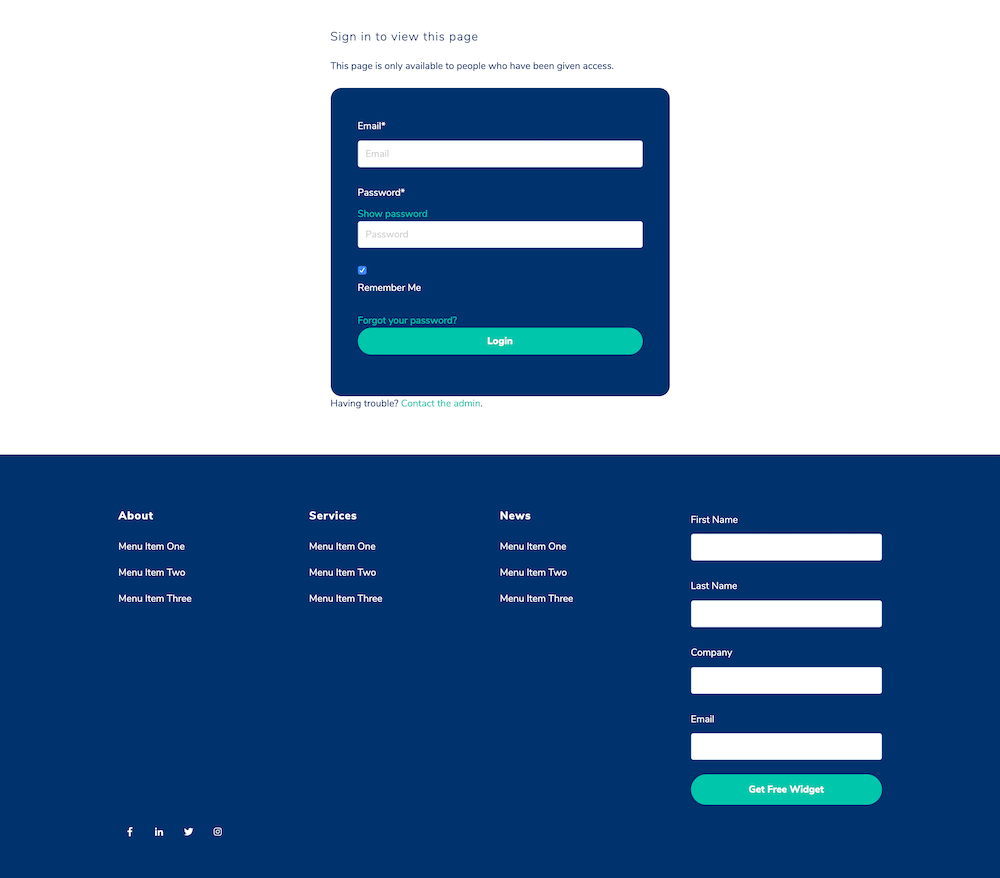 Sign in to view this page
This page is only available to people who have been given access.
Email*
Email
Password*
Show password
Password
Remember Me
Forgot your password?
Login
Having trouble? Contact the admin.
About
Menu Item One
Menu Item Two
Menu Item Three
Services
Menu Item One
Menu Item Two
Menu Item Three
News
Menu Item One
Menu Item Two
Menu Item Three
First Name
Last Name
Company
Email
Get Free Widget